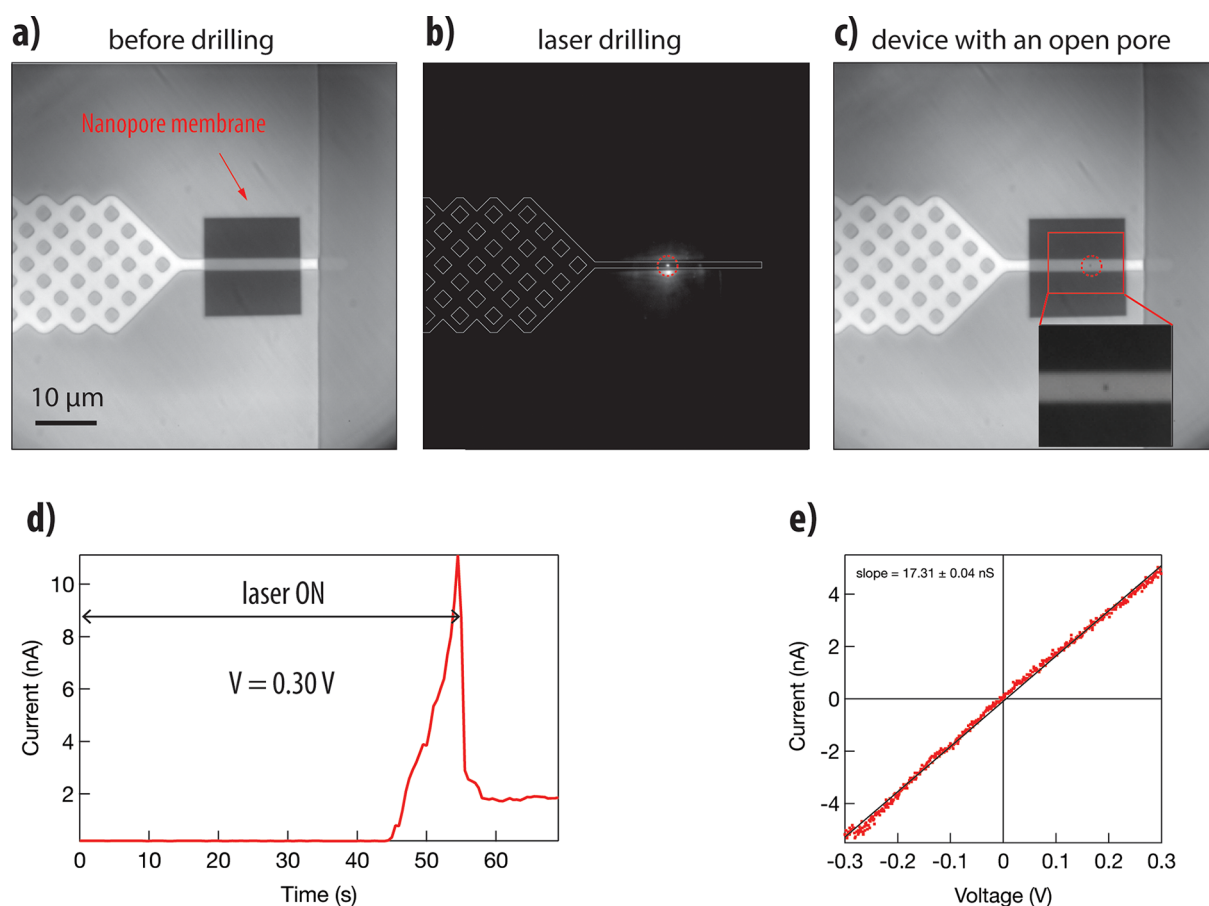 a) before drilling
b) laser drilling
c) device with an open pore
Nanopore membrane
10 µm
d)
laser ON
V = 0.30 V
10
8
6
4
2
Current (nA)
0 10 20 30 40 50 60
Time (s)
e)
slope = 17.31 ± 0.04 nS
4
2
0
-2
-4
Current (nA)
-0.3 -0.2 -0.1 0 0.1 0.2 0.3
Voltage (V)